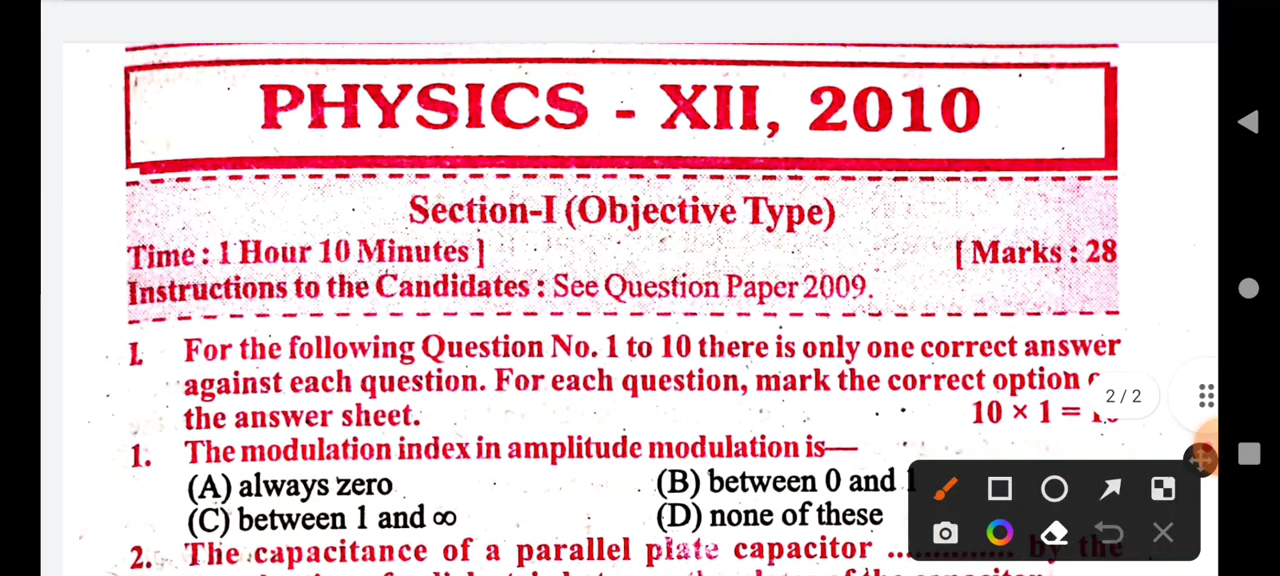 PHYSICS - XII, 2010
Section-I (Objective Type)
Time : 1 Hour 10 Minutes ] [ Marks : 28
Instructions to the Candidates : See Question Paper 2009.
I. For the following Question No. 1 to 10 there is only one correct answer
against each question. For each question, mark the correct option
the answer sheet. 10 × 1 =
2 / 2
1. The modulation index in amplitude modulation is—
(A) always zero (B) between 0 and 1
(C) between 1 and ∞ (D) none of these
2. The capacitance of a parallel plate capacitor .............. by the